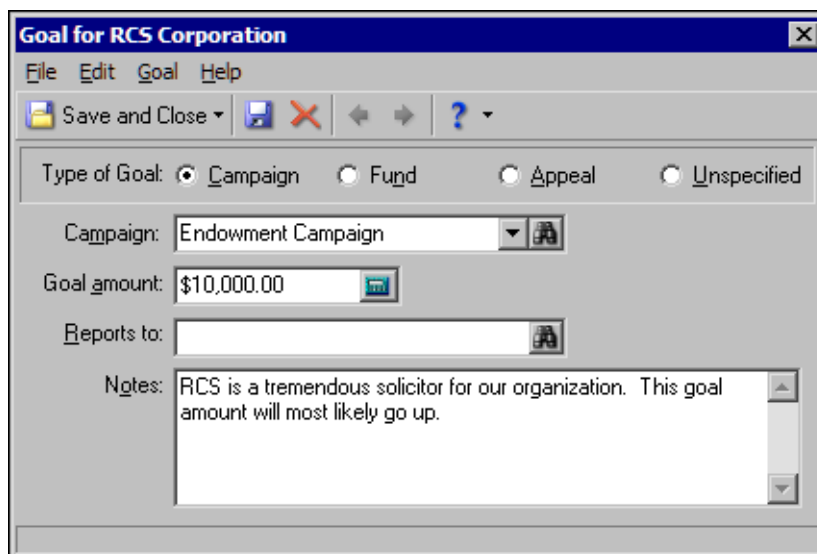 Goal for RCS Corporation
File Edit Goal Help
Save and Close ?
Type of Goal: Campaign Fund Appeal Unspecified
Campaign: Endowment Campaign
Goal amount: $10,000.00
Reports to:
Notes: RCS is a tremendous solicitor for our organization. This goal
amount will most likely go up.